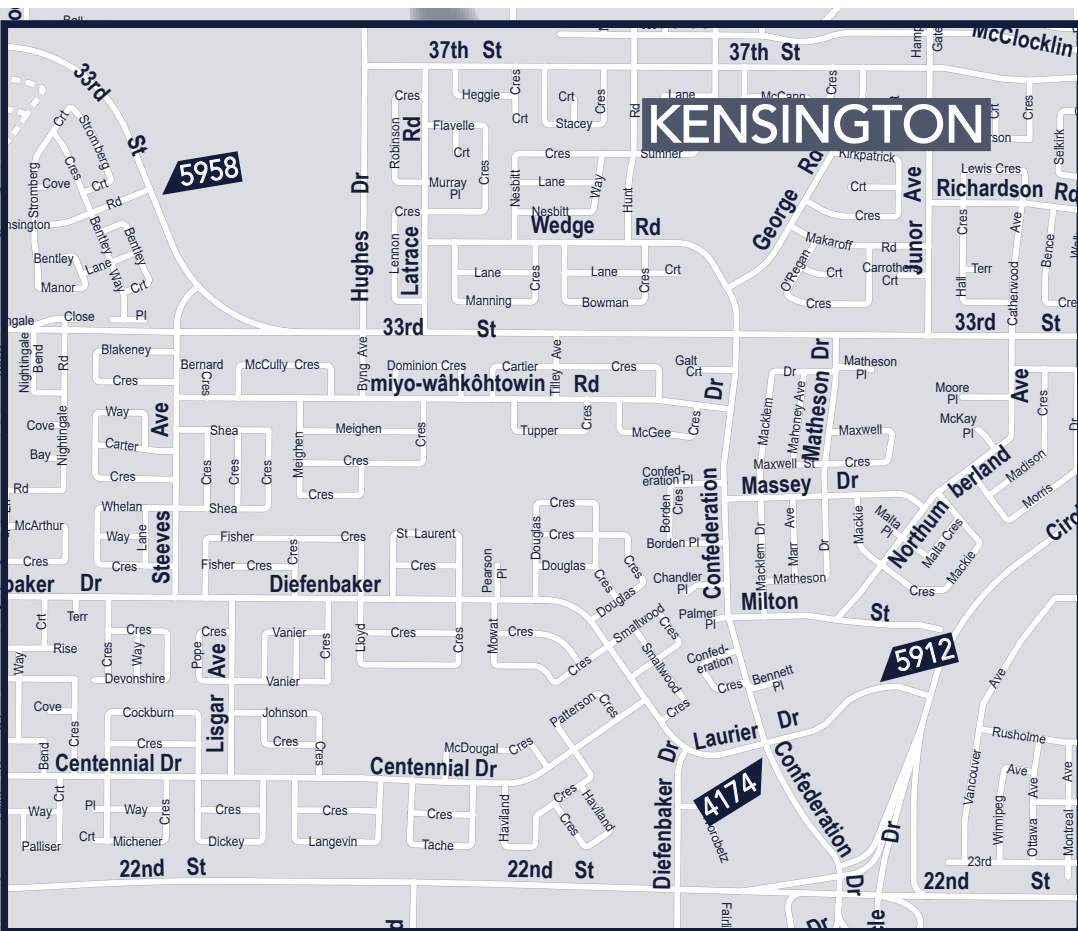 37th St
37th St
McClocklin
Hamp
Gate
33rd
St
Crt
Stromberg
Cres
Cove
Crt
Stromberg
Rd
Bentley
Bentley
Bentley
Lane
Way
Crt
Manor
Close
Pl
5958
Cres
Robinson
Rd
Heggie
Cres
Crt
Cres
Crt
Stacey
Flavelle
Crt
Cres
Murray
Pl
Cres
Lennon
Latrace
Hughes Dr
Cres
Nesbitt
Lane
Way
Nesbitt
Hunt
Rd
Lane
McCann
Cres
KENSINGTON
Sumner
Wedge Rd
Lane
Cres
Manning
Lane
Cres
Crt
Bowman
George Rd
Kirkpatrick
Crt
Cres
Makaroff Rd
O'Regan
Crt
Carrothers
Crt
Cres
Junor Ave
Crt
Cres
Selkirk
Lewis Cres
Richardson Rd
Cres
Ave
Terr
Hall
Catherwood
Bence
Cre
33rd St
33rd St
Nightingale
Bend
Rd
Blakeney
Cres
Bernard
Cres
McCully Cres
Byng Ave
Dominion Cres
Cartier
Tilley Ave
Cres
Galt
Crt
miyo-wâhkôhtowin Rd
Dr
Dr
Matheson
Pl
Moore
Pl
McKay
Pl
Ave
Cres
Dr
Macklem
Mahoney Ave
Matheson Dr
Maxwell
Cres
Maxwell St
Cove
Bay
Nightingale
Rd
Way
Carter
Cres
Ave
Shea
Cres
Cres
Cres
Shea
Meighen
Meighen
Cres
Cres
Cres
Tupper
Cres
McGee
Cres
Confed-
eration Pl
Borden
Cres
Borden Pl
Confederation
Massey Dr
Northumberland
Madison
Morris
Malta
Pl
Malta Cres
Mackie
Mackie
Cres
Macklem Dr
Marr Ave
Dr
Matheson
McArthur
Cres
Whelan
Way
Lane
Cres
Steeves
Fisher
Cres
Fisher Cres
Cres
St Laurent
Cres
Pearson
Pl
Cres
Douglas
Cres
Douglas
Cres
Cres
Douglas
Chandler
Pl
Palmer
Pl
Milton St
Diefenbaker
Dr
Crt
Terr
Rise
Way
Cres
Way
Cres
Devonshire
Pope
Cres
Ave
Lisgar
Vanier
Cres
Vanier
Lloyd
Cres
Cres
Mowat
Cres
Cres
Smallwood
Cres
Smallwood
Cres
Confed-
eration
Cres
Bennett
Pl
5912
Cove
Bend
Cres
Cockburn
Cres
Johnson
Cres
Cres
Centennial Dr
Centennial Dr
McDougal Cres
Patterson
Cres
Laurier Dr
Diefenbaker Dr
4174
Confederation
Dr
Dr
Ave
Rusholme
Vancouver
Ave
Winnipeg
Ave
Ottawa
Ave
Montreal
23rd
Crt
Way
Palliser
Pl
Crt
Way
Cres
Michener
Cres
Dickey
Cres
Langevin
Cres
Tache
Haviland
Cres
Haviland
Cres
22nd St
22nd St
22nd St
Dr